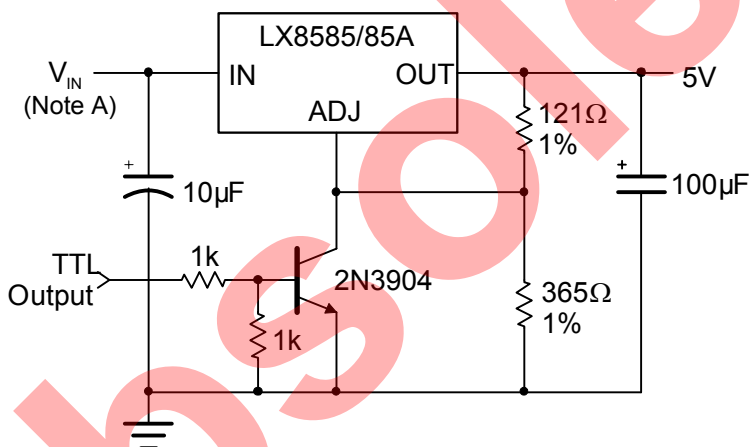 LX8585/85A
V_IN
(Note A)
IN
OUT
5V
ADJ
121Ω
1%
10µF
100µF
TTL
Output
1k
2N3904
365Ω
1%
1k
bsole